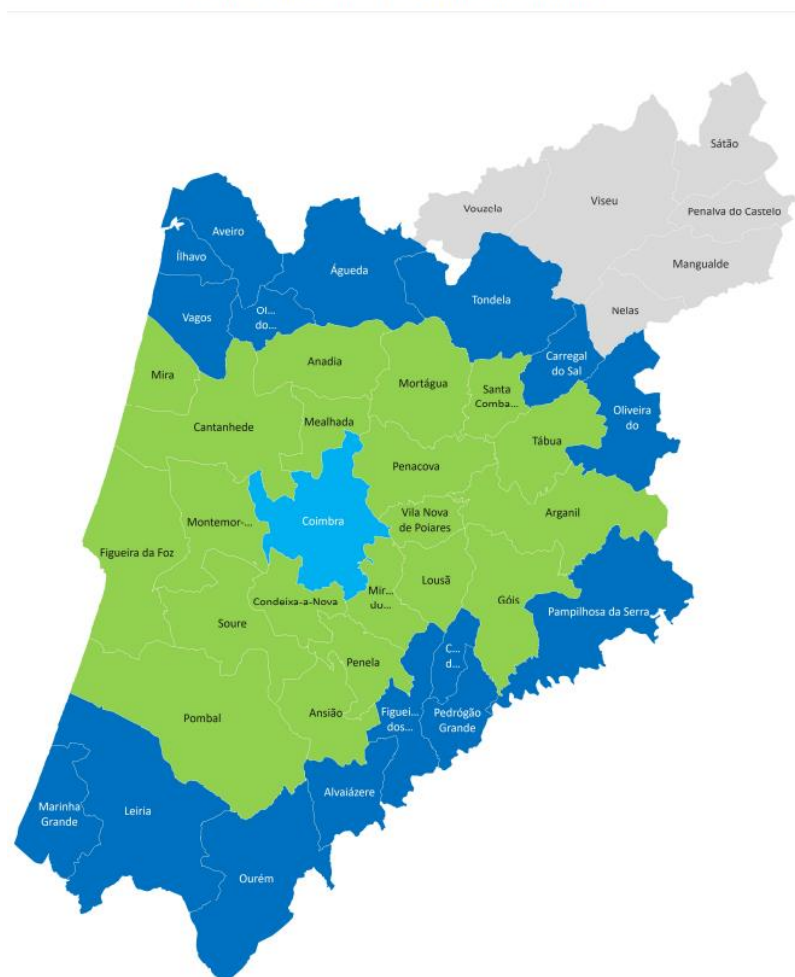 Sátão
Viseu
Vouzela
Penalva do Castelo
Aveiro
Ílhavo
Águeda
Mangualde
Tondela
Ol...
do...
Vagos
Nelas
Carregal
do Sal
Anadia
Mira
Mortágua
Santa
Comba...
Oliveira
do
Mealhada
Cantanhede
Tábua
Penacova
Vila Nova
de Poiares
Arganil
Montemor-...
Coimbra
Figueira da Foz
Lousã
Mir...
du...
Condeixa-a-Nova
Góis
Pampilhosa da Serra
Soure
C...
d...
Penela
Pombal
Ansião
Figuei...
dos...
Pedrógão
Grande
Alvaiázere
Marinha
Grande
Leiria
Ourém